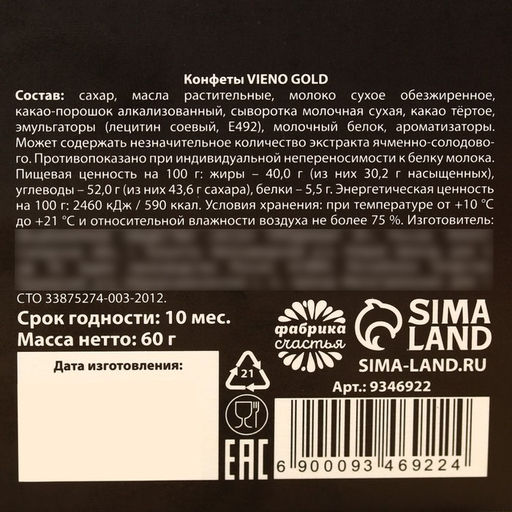 Конфеты VIENO GOLD
Состав: сахар, масла растительные, молоко сухое обезжиренное,
какао-порошок алкализованный, сыворотка молочная сухая, какао тёртое,
эмульгаторы (лецитин соевый, Е492), молочный белок, ароматизаторы.
Может содержать незначительное количество экстракта ячменно-солодово-
го. Противопоказано при индивидуальной непереносимости к белку молока.
Пищевая ценность на 100 г: жиры – 40,0 г (из них 30,2 г насыщенных),
углеводы – 52,0 г (из них 43,6 г сахара), белки – 5,5 г. Энергетическая ценность
на 100 г: 2460 кДж / 590 ккал. Условия хранения: при температуре от +10 °С
до +21 °С и относительной влажности воздуха не более 75 %. Изготовитель:
СТО 33875274-003-2012.
Срок годности: 10 мес.
Масса нетто: 60 г
Дата изготовления:
21
EAC
фабрика
счастья
SIMA
LAND
SIMA-LAND.RU
Арт.: 9346922
6 900093 469224